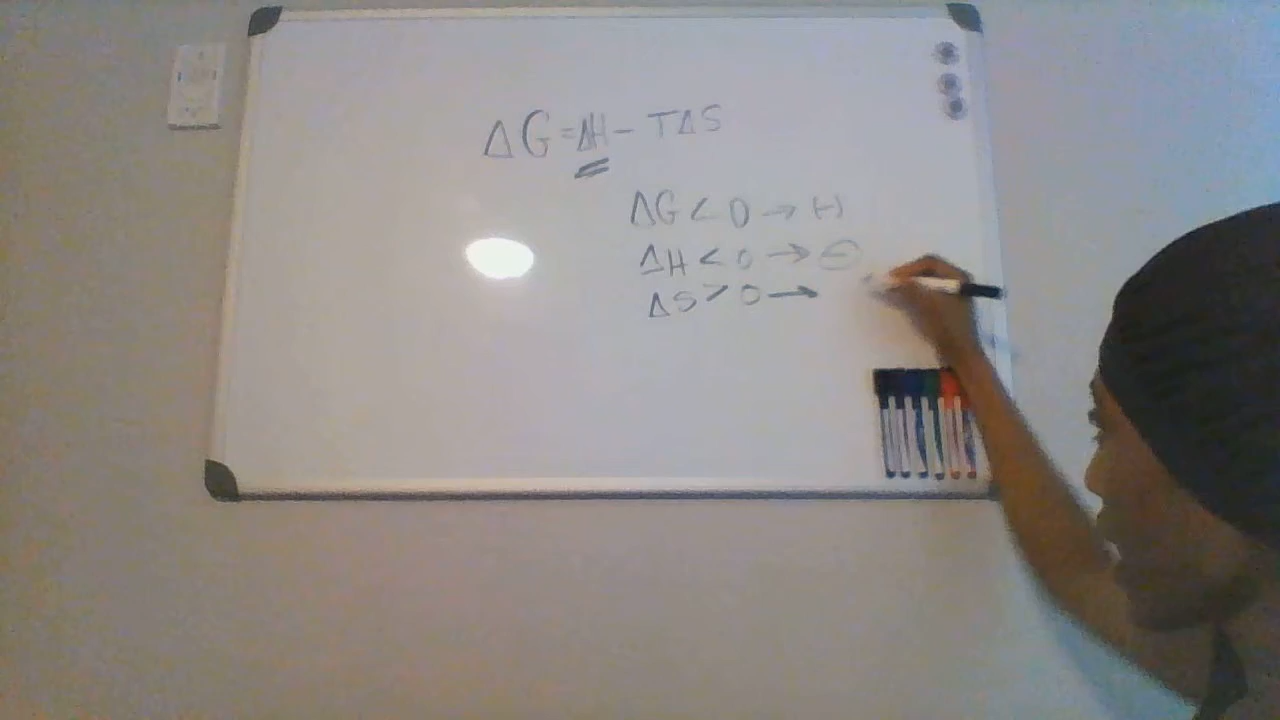 ΔG = ΔH - TΔS
ΔG < 0 → (-)
ΔH < 0 → ⊖
ΔS > 0 →